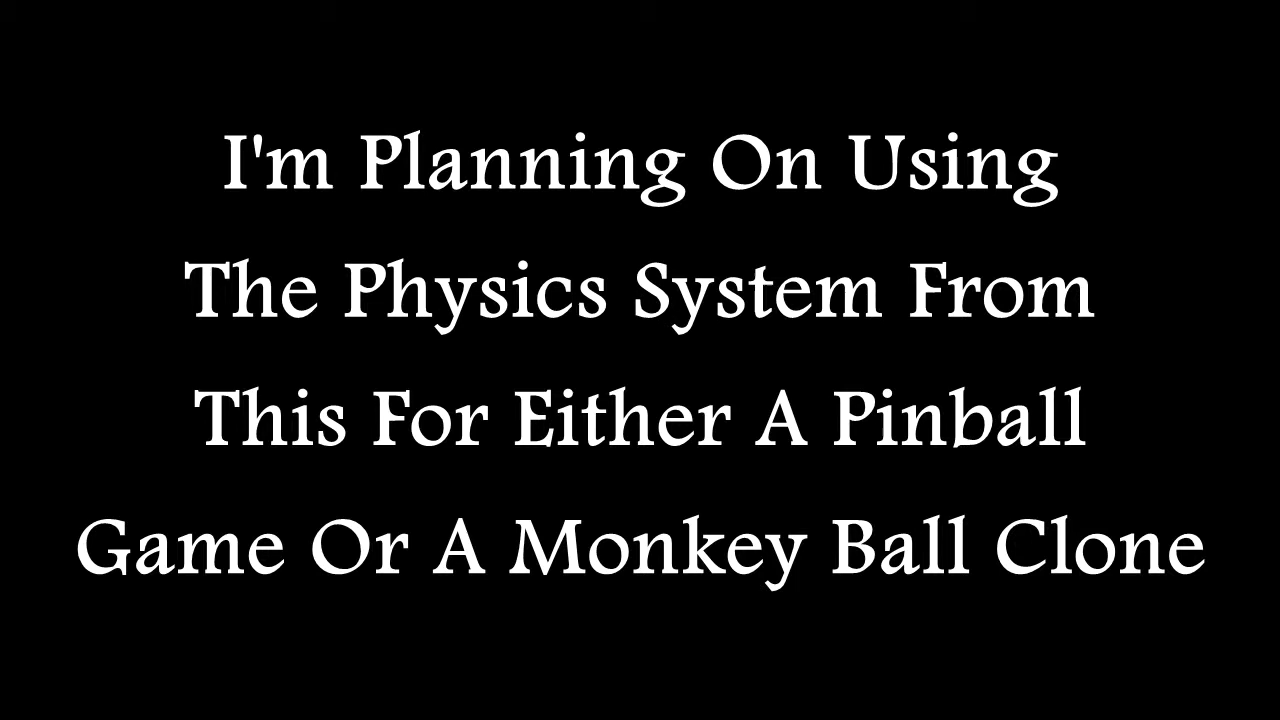 I'm Planning On Using
The Physics System From
This For Either A Pinball
Game Or A Monkey Ball Clone